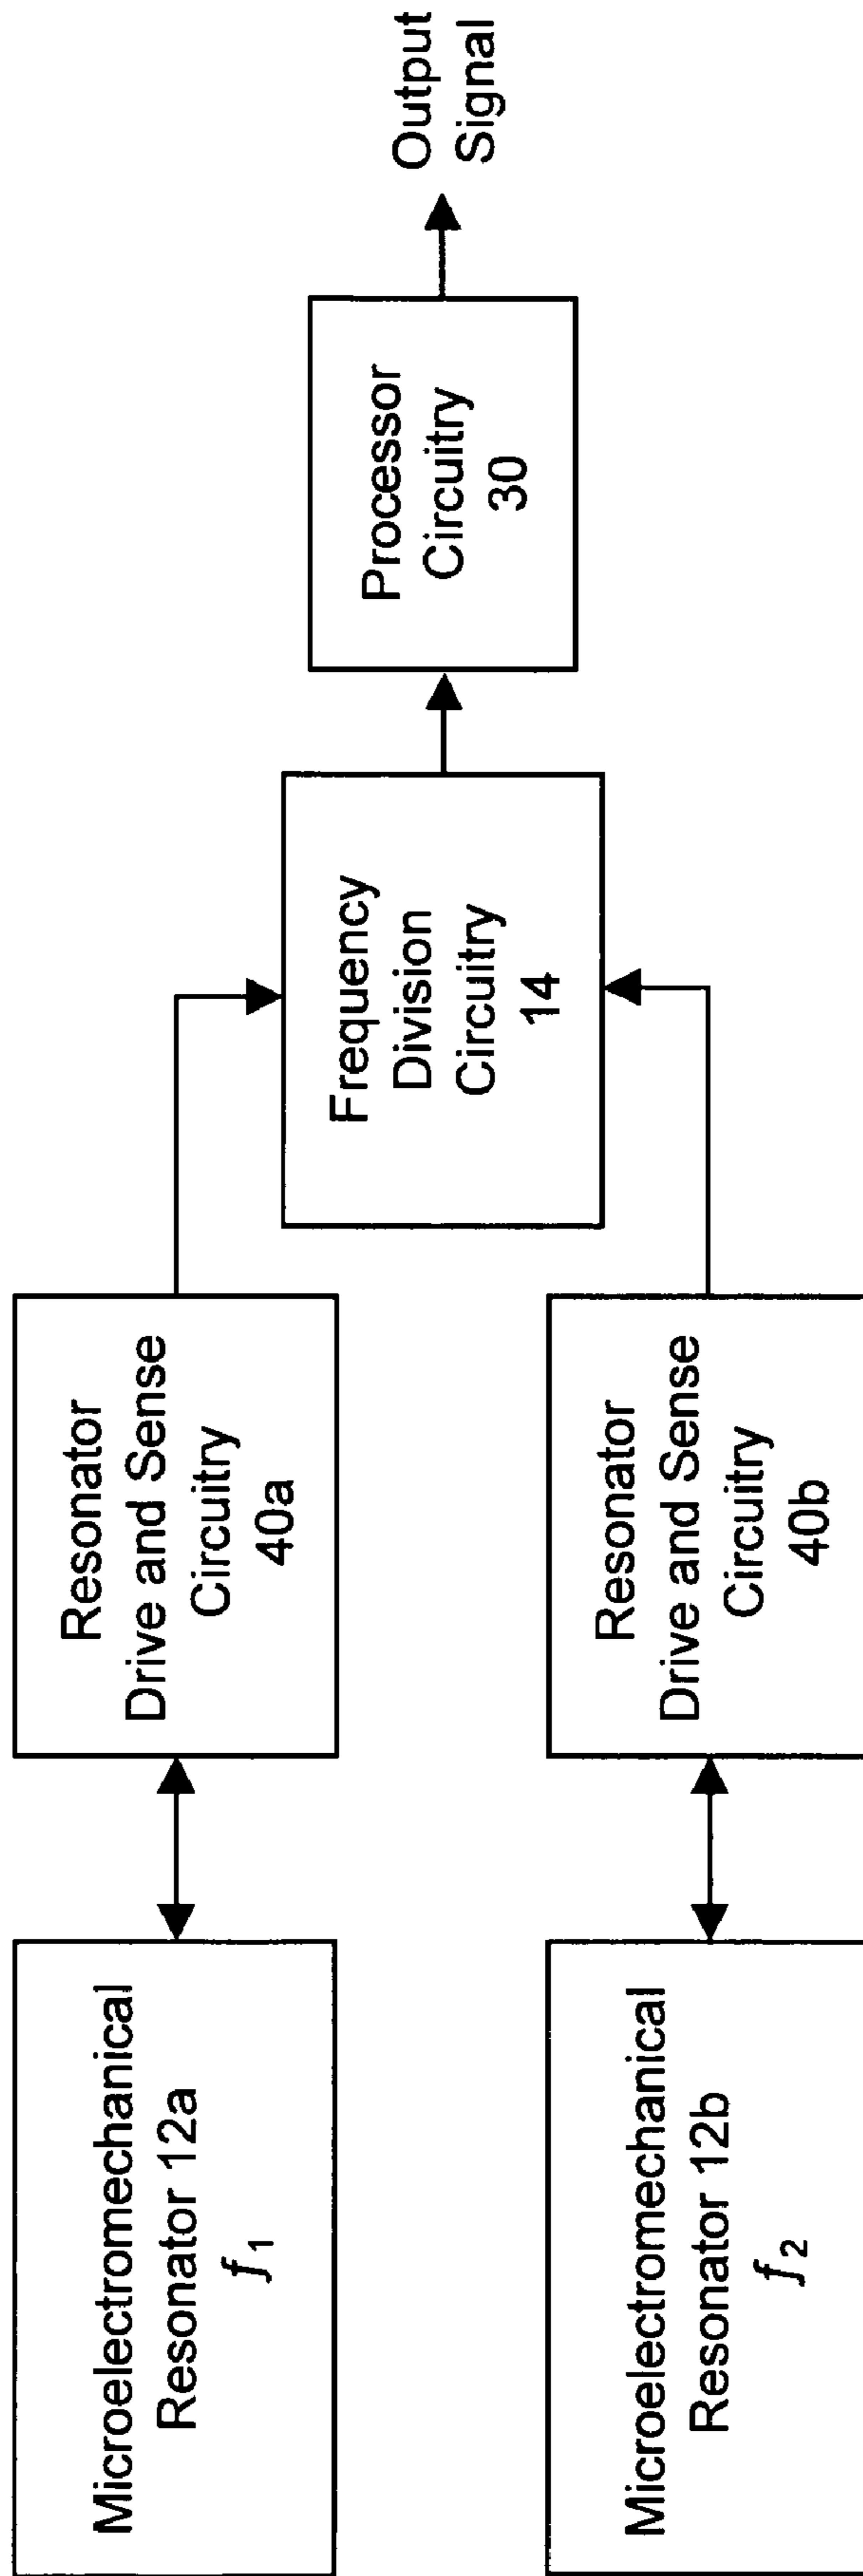 Microelectromechanical
Resonator 12a
f1
Resonator
Drive and Sense
Circuitry
40a
Microelectromechanical
Resonator 12b
f2
Resonator
Drive and Sense
Circuitry
40b
Frequency
Division
Circuitry
14
Processor
Circuitry
30
Output
Signal